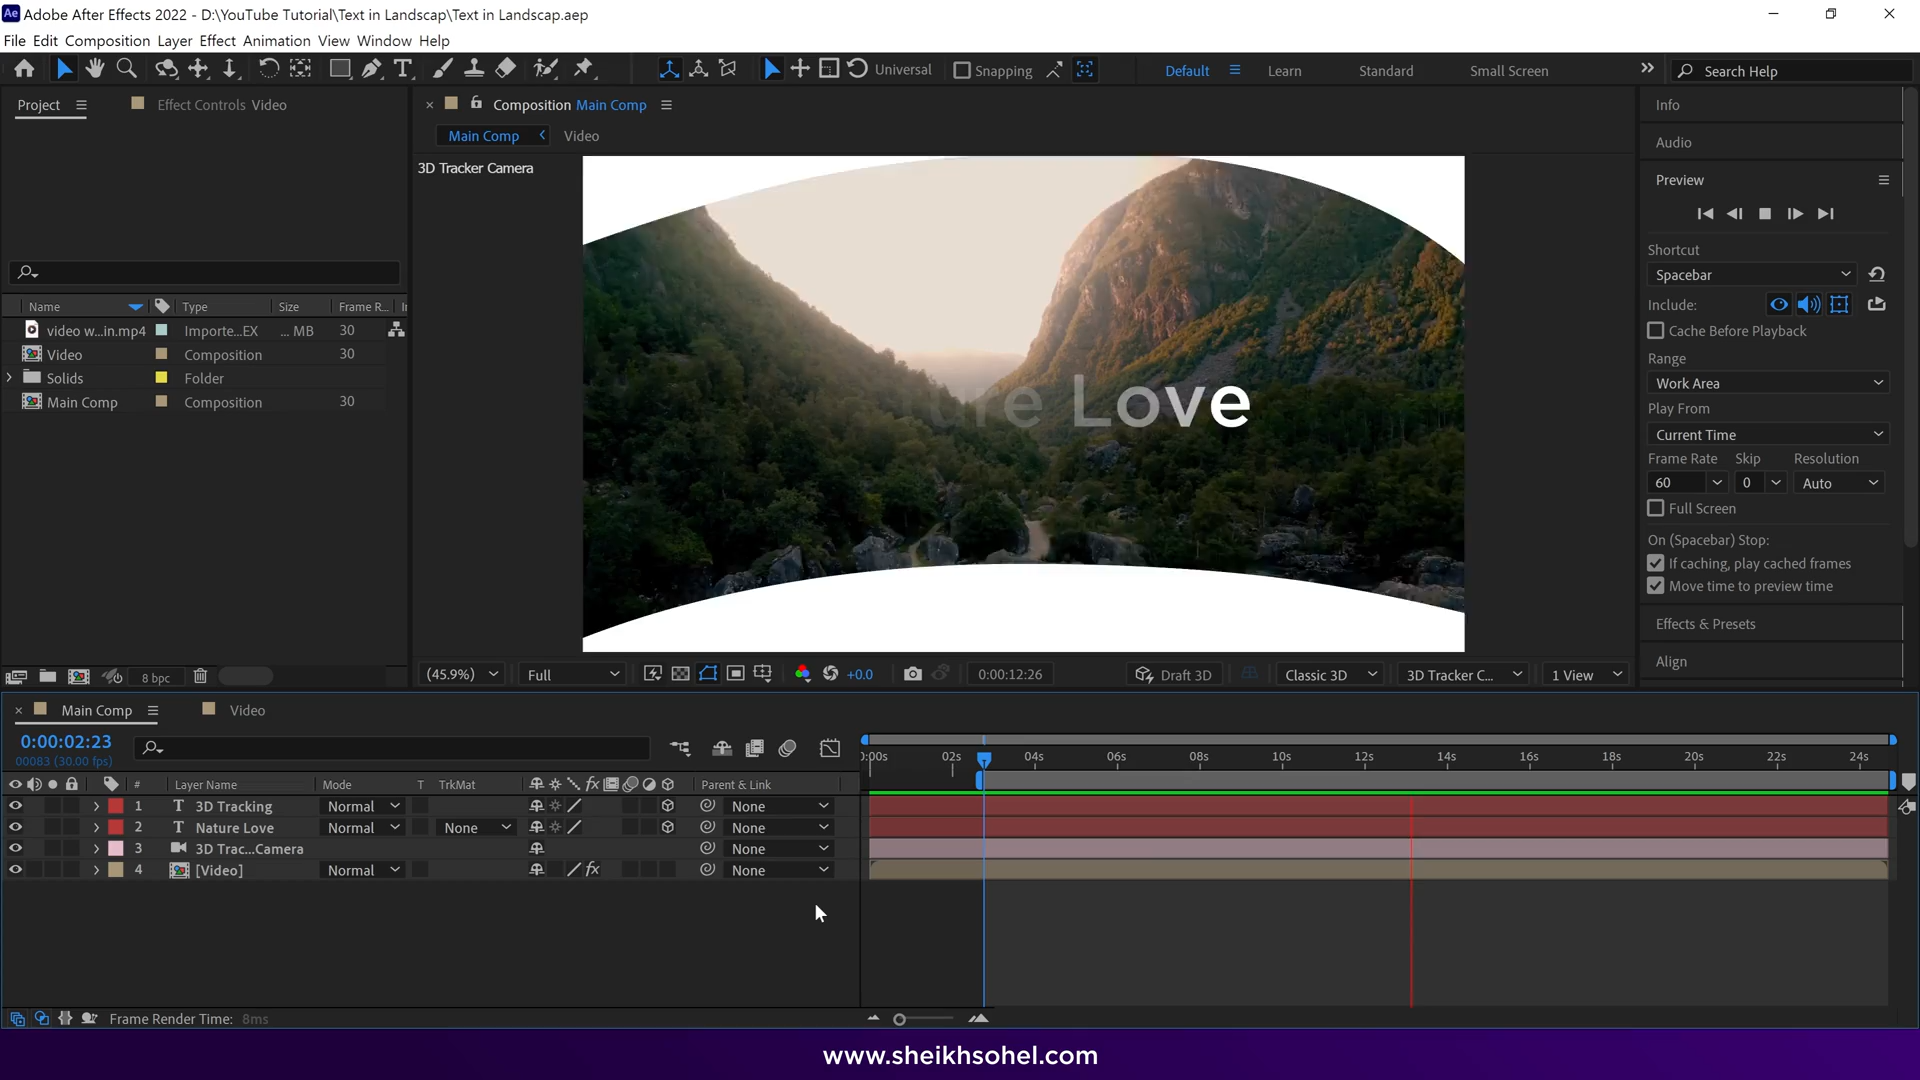 Adobe After Effects 2022 - D:\YouTube Tutorial\Text in Landscap\Text in Landscap.aep
File Edit Composition Layer Effect Animation View Window Help
Universal Snapping Default Learn Standard Small Screen Search Help
Project Effect Controls Video
Composition Main Comp
Main Comp Video
3D Tracker Camera
Name Type Size Frame R... In
video w...in.mp4 Importe...EX ... MB 30
Video Composition 30
Solids Folder
Main Comp Composition 30
8 bpc
ture Love
(45.9%) Full +0.0 0:00:12:26 Draft 3D Classic 3D 3D Tracker C... 1 View
Info
Audio
Preview
Shortcut
Spacebar
Include:
Cache Before Playback
Range
Work Area
Play From
Current Time
Frame Rate Skip Resolution
60 0 Auto
Full Screen
On (Spacebar) Stop:
If caching, play cached frames
Move time to preview time
Effects & Presets
Align
Main Comp Video
0:00:02:23
00083 (30.00 fps)
):00s 02s 04s 06s 08s 10s 12s 14s 16s 18s 20s 22s 24s
# Layer Name Mode T TrkMat fx Parent & Link
1 T 3D Tracking Normal None
2 T Nature Love Normal None None
3 3D Trac...Camera None
4 [Video] Normal fx None
Frame Render Time: 8ms
www.sheikhsohel.com